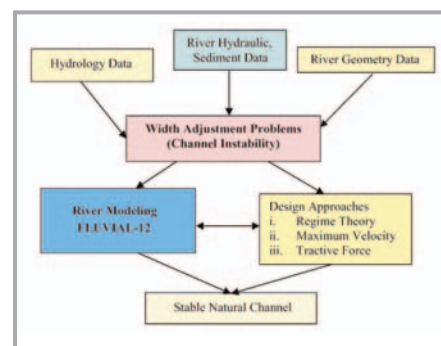 Hydrology Data
River Hydraulic,
Sediment Data
River Geometry Data
Width Adjustment Problems
(Channel Instability)
River Modeling
FLUVIAL-12
Design Approaches
i. Regime Theory
ii. Maximum Velocity
iii. Tractive Force
Stable Natural Channel